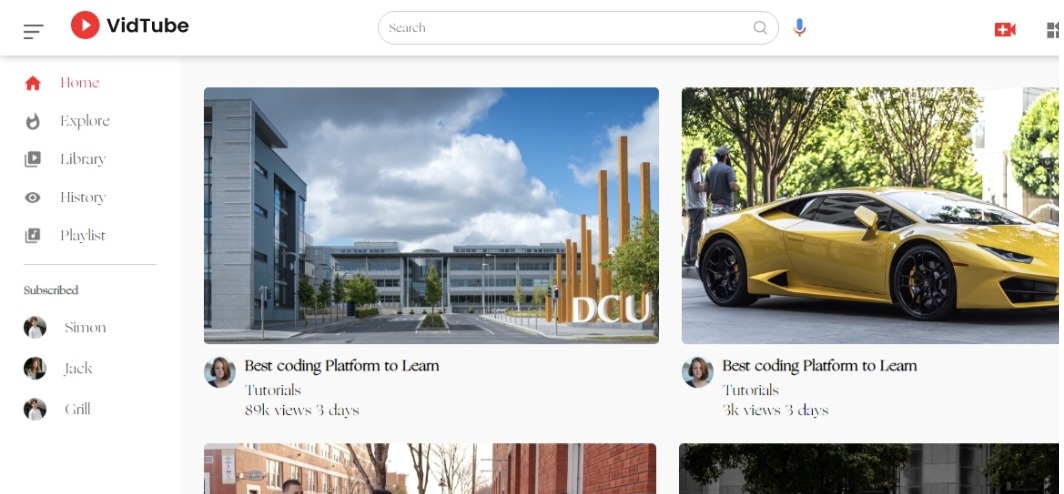 VidTube
Search
Home
Explore
Library
History
Playlist
Subscribed
Simon
Jack
Grill
DCU
Best coding Platform to Learn
Tutorials
89k views 3 days
Best coding Platform to Learn
Tutorials
3k views 3 days